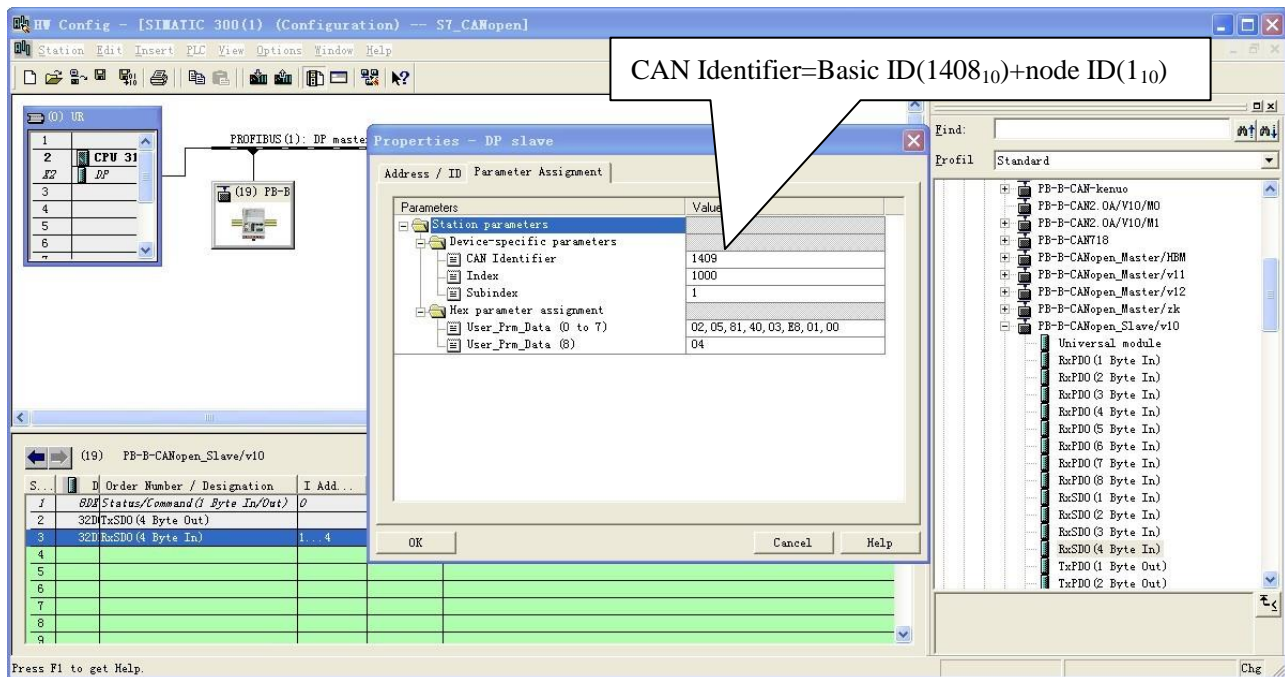 HW Config - [SIMATIC 300(1) (Configuration) -- S7_CANopen]
Station Edit Insert PLC View Options Window Help
CAN Identifier=Basic ID(1408₁₀)+node ID(1₁₀)
(0) UR
1
2 CPU 31
X2 DP
3
4
5
6
PROFIBUS(1): DP maste
(19) PB-B
Properties - DP slave
Address / ID Parameter Assignment
Parameters Value
Station parameters
Device-specific parameters
CAN Identifier 1409
Index 1000
Subindex 1
Hex parameter assignment
User_Prm_Data (0 to 7) 02, 05, 81, 40, 03, E8, 01, 00
User_Prm_Data (8) 04
OK Cancel Help
(19) PB-B-CANopen_Slave/v10
S... D Order Number / Designation I Add...
1 8DX Status/Command(1 Byte In/Out) 0
2 32D TxSDO(4 Byte Out)
3 32D RxSDO(4 Byte In) 1...4
4
5
6
7
8
9
Find:
Profil Standard
PB-B-CAN-kenuo
PB-B-CAN2.0A/V10/M0
PB-B-CAN2.0A/V10/M1
PB-B-CAN718
PB-B-CANopen_Master/HBM
PB-B-CANopen_Master/v11
PB-B-CANopen_Master/v12
PB-B-CANopen_Master/zk
PB-B-CANopen_Slave/v10
Universal module
RxPDO(1 Byte In)
RxPDO(2 Byte In)
RxPDO(3 Byte In)
RxPDO(4 Byte In)
RxPDO(5 Byte In)
RxPDO(6 Byte In)
RxPDO(7 Byte In)
RxPDO(8 Byte In)
RxSDO(1 Byte In)
RxSDO(2 Byte In)
RxSDO(3 Byte In)
RxSDO(4 Byte In)
TxPDO(1 Byte Out)
TxPDO(2 Byte Out)
Press F1 to get Help.
Chg